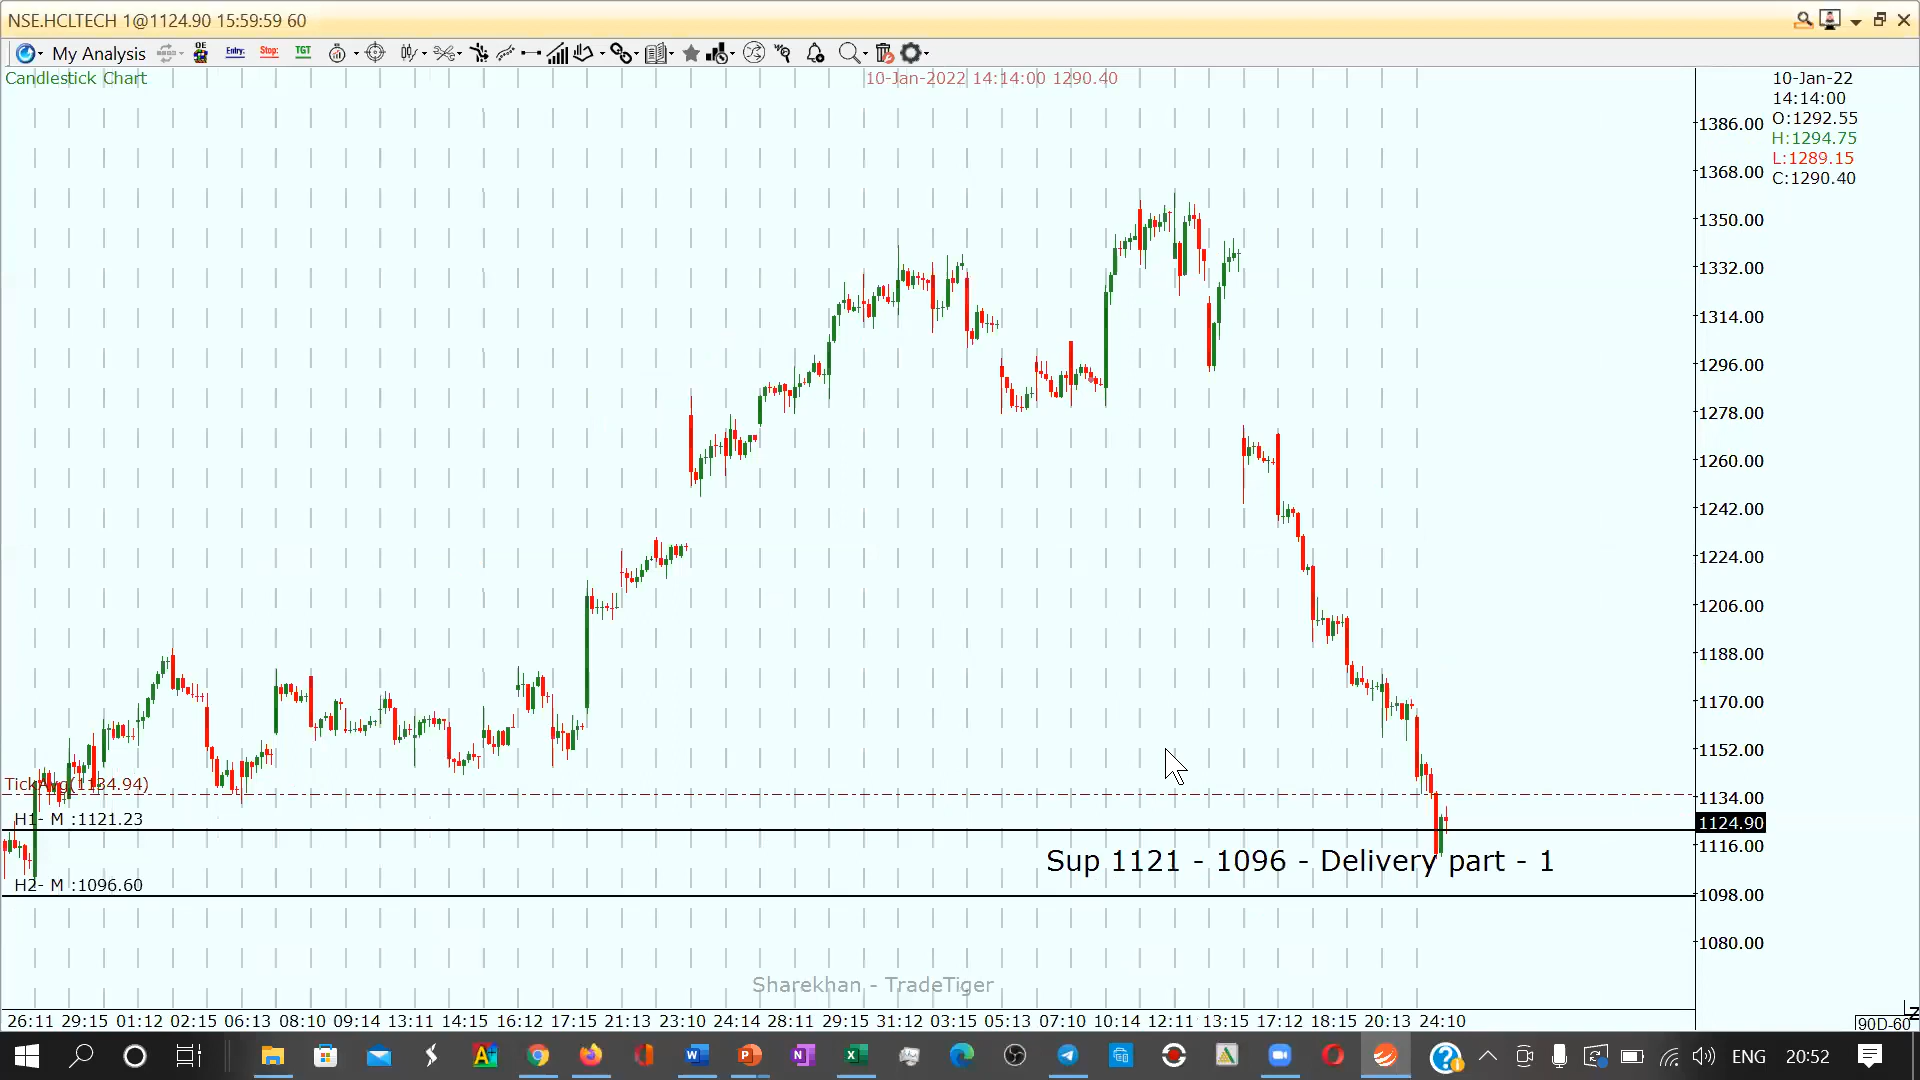 NSE.HCLTECH 1@1124.90 15:59:59 60
My Analysis
OE
Entry:
Stop:
TGT
Candlestick Chart
10-Jan-2022 14:14:00 1290.40
10-Jan-22
14:14:00
O:1292.55
H:1294.75
L:1289.15
C:1290.40
1386.00
1368.00
1350.00
1332.00
1314.00
1296.00
1278.00
1260.00
1242.00
1224.00
1206.00
1188.00
1170.00
1152.00
TickAvg(1134.94)
1134.00
H1- M :1121.23
1124.90
1116.00
Sup 1121 - 1096 - Delivery part - 1
H2- M :1096.60
1098.00
1080.00
Sharekhan - TradeTiger
26:11 29:15 01:12 02:15 06:13 08:10 09:14 13:11 14:15 16:12 17:15 21:13 23:10 24:14 28:11 29:15 31:12 03:15 05:13 07:10 10:14 12:11 13:15 17:12 18:15 20:13 24:10
90D-60
ENG 20:52